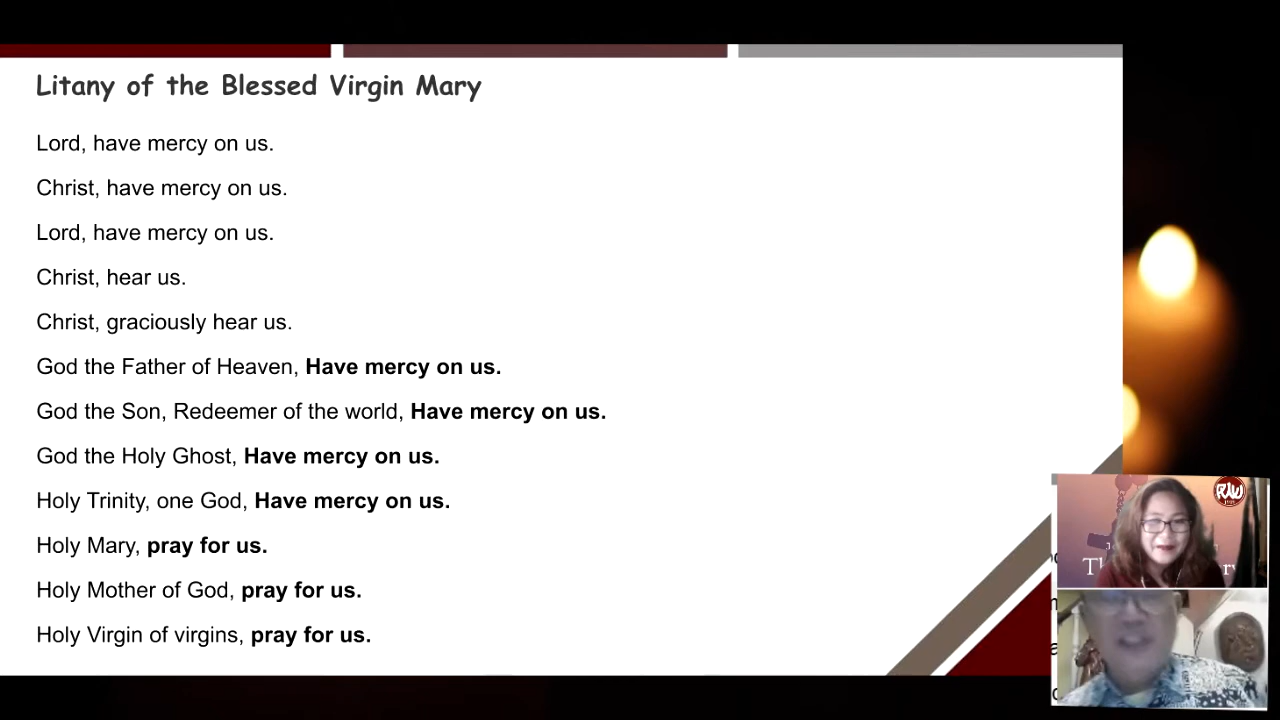 Litany of the Blessed Virgin Mary
Lord, have mercy on us.
Christ, have mercy on us.
Lord, have mercy on us.
Christ, hear us.
Christ, graciously hear us.
God the Father of Heaven, Have mercy on us.
God the Son, Redeemer of the world, Have mercy on us.
God the Holy Ghost, Have mercy on us.
Holy Trinity, one God, Have mercy on us.
Holy Mary, pray for us.
Holy Mother of God, pray for us.
Holy Virgin of virgins, pray for us.